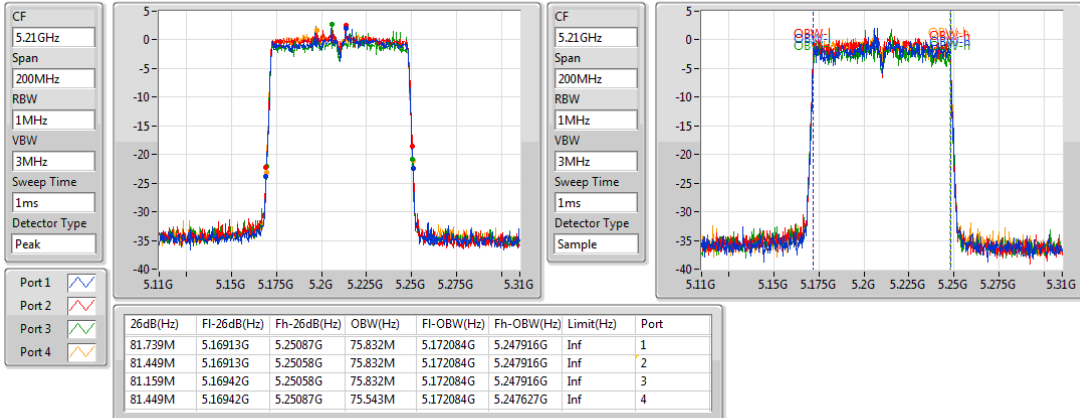 CF
5.21GHz
Span
200MHz
RBW
1MHz
VBW
3MHz
Sweep Time
1ms
Detector Type
Peak
5
0
-5
-10
-15
-20
-25
-30
-35
-40
5.11G 5.15G 5.175G 5.2G 5.225G 5.25G 5.275G 5.31G
CF
5.21GHz
Span
200MHz
RBW
1MHz
VBW
3MHz
Sweep Time
1ms
Detector Type
Sample
5
0
-5
-10
-15
-20
-25
-30
-35
-40
OBW-l OBW-h
5.11G 5.15G 5.175G 5.2G 5.225G 5.25G 5.275G 5.31G
Port 1
Port 2
Port 3
Port 4
26dB(Hz) Fl-26dB(Hz) Fh-26dB(Hz) OBW(Hz) Fl-OBW(Hz) Fh-OBW(Hz) Limit(Hz) Port
81.739M 5.16913G 5.25087G 75.832M 5.172084G 5.247916G Inf 1
81.449M 5.16913G 5.25058G 75.832M 5.172084G 5.247916G Inf 2
81.159M 5.16942G 5.25058G 75.832M 5.172084G 5.247916G Inf 3
81.449M 5.16942G 5.25087G 75.543M 5.172084G 5.247627G Inf 4